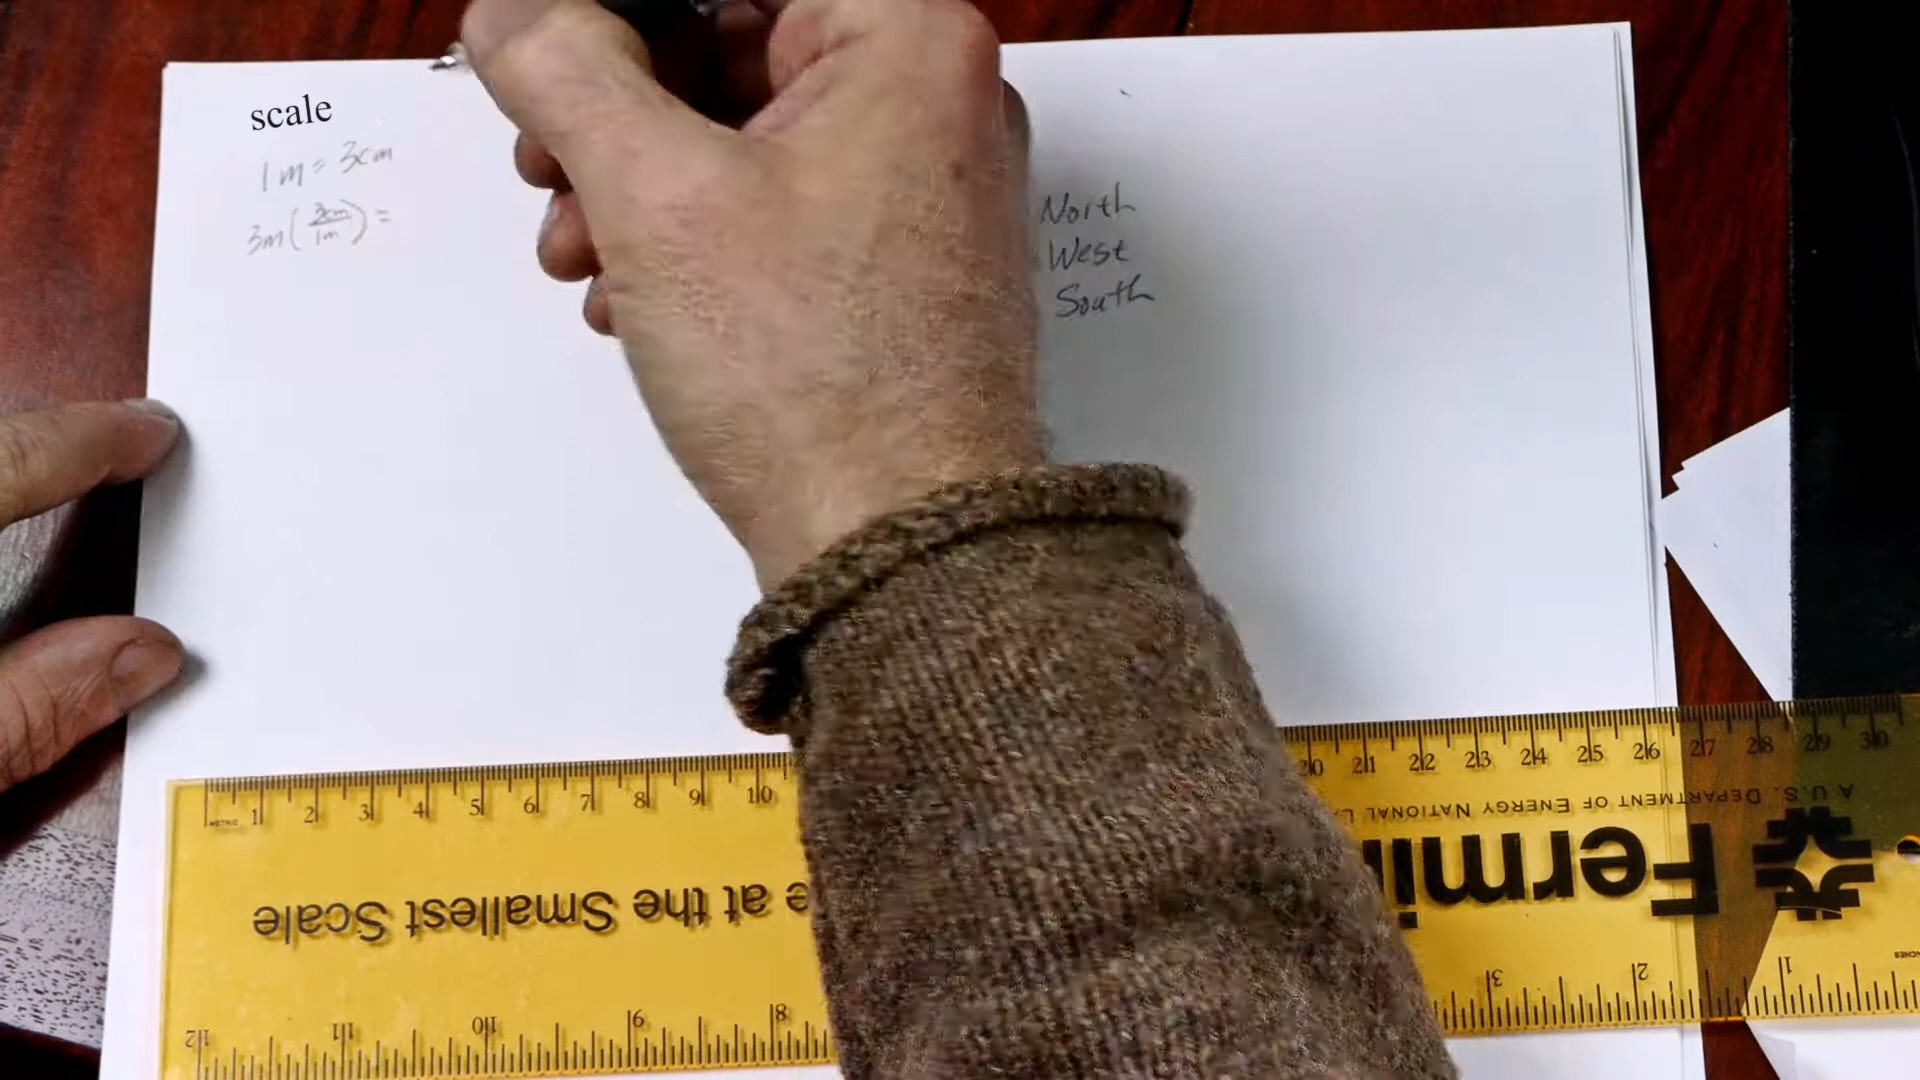 scale
1m = 3cm
3m (3cm/1m) =
North
West
South
METRIC 1 2 3 4 5 6 7 8 9 10 20 21 22 23 24 25 26 27 28 29 30
A U.S. DEPARTMENT OF ENERGY NATIONAL
Fermi
at the Smallest Scale
INCHES 1 2 3 8 9 10 11 12